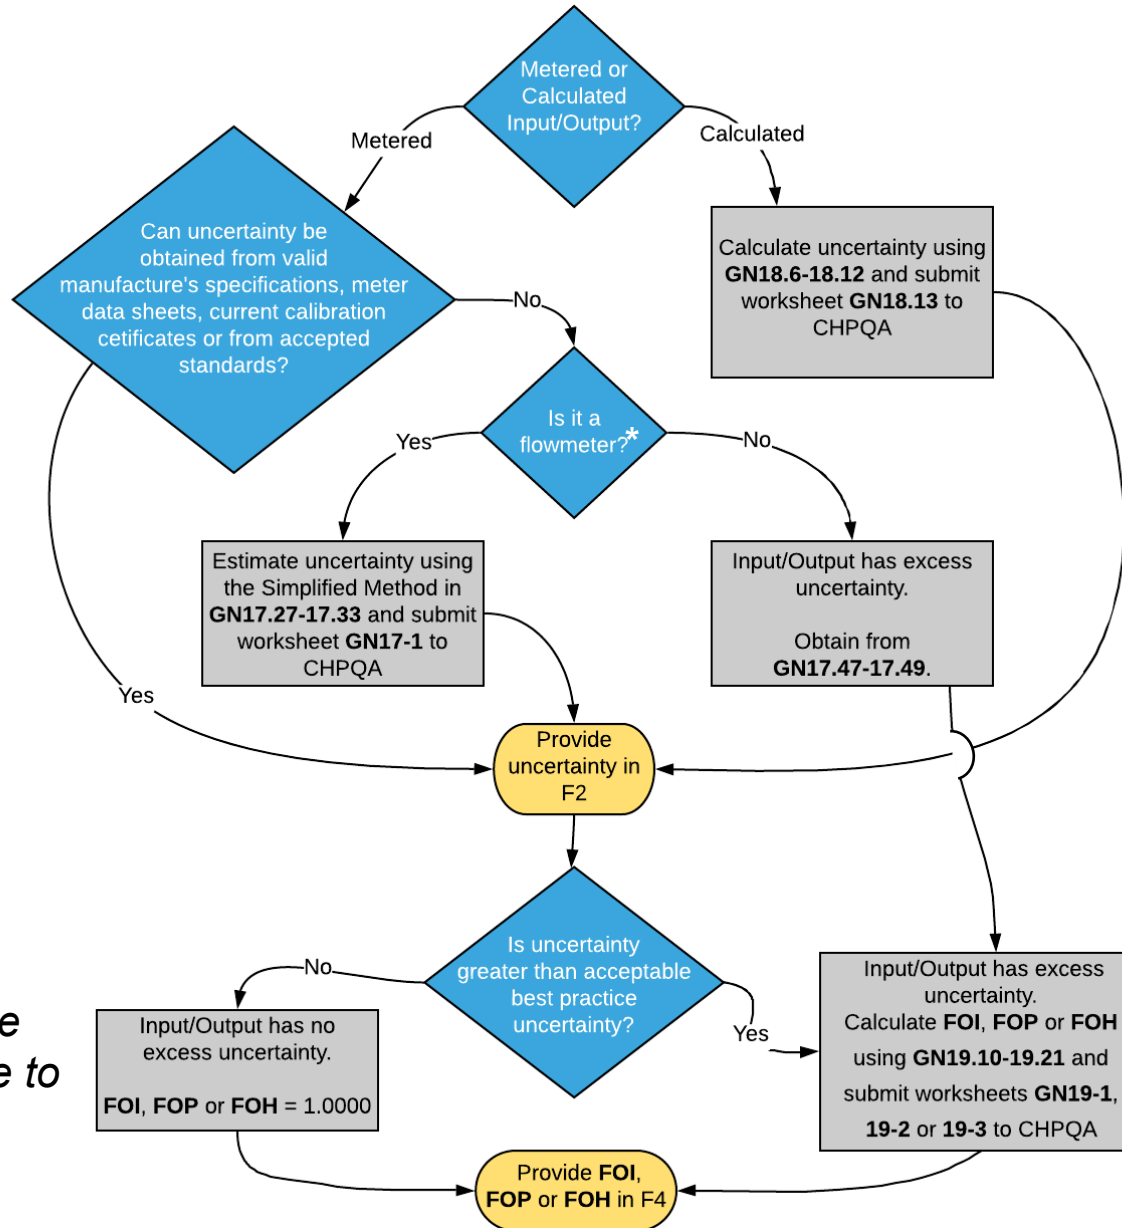 Metered or
Calculated
Input/Output?
Metered
Calculated
Can uncertainty be
obtained from valid
manufacture's specifications, meter
data sheets, current calibration
cetificates or from accepted
standards?
No
Calculate uncertainty using
GN18.6-18.12 and submit
worksheet GN18.13 to
CHPQA
Is it a
flowmeter?*
Yes
No
Estimate uncertainty using
the Simplified Method in
GN17.27-17.33 and submit
worksheet GN17-1 to
CHPQA
Input/Output has excess
uncertainty.
Obtain from
GN17.47-17.49.
Yes
Provide
uncertainty in
F2
Is uncertainty
greater than acceptable
best practice
uncertainty?
No
Yes
Input/Output has no
excess uncertainty.
FOI, FOP or FOH = 1.0000
Input/Output has excess
uncertainty.
Calculate FOI, FOP or FOH
using GN19.10-19.21 and
submit worksheets GN19-1,
19-2 or 19-3 to CHPQA
to
Provide FOI,
FOP or FOH in F4